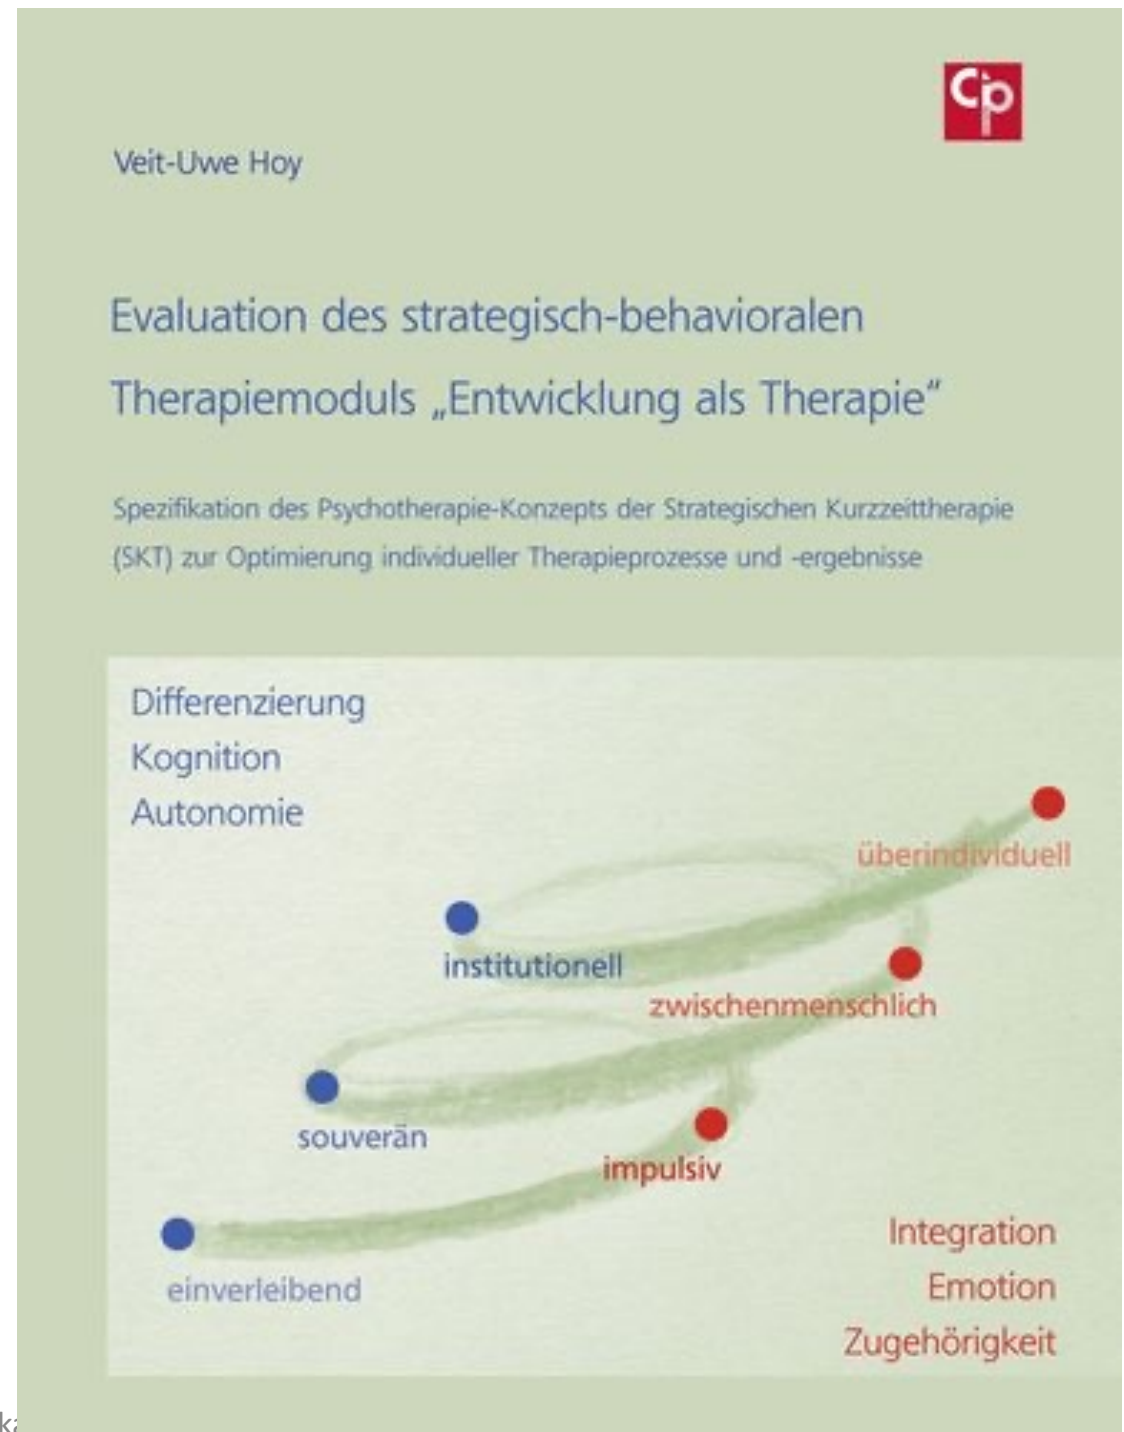 CIP
Veit-Uwe Hoy
Evaluation des strategisch-behavioralen
Therapiemoduls „Entwicklung als Therapie“
Spezifikation des Psychotherapie-Konzepts der Strategischen Kurzzeittherapie
(SKT) zur Optimierung individueller Therapieprozesse und -ergebnisse
Differenzierung
Kognition
Autonomie
überindividuell
institutionell
zwischenmenschlich
souverän
impulsiv
einverleibend
Integration
Emotion
Zugehörigkeit